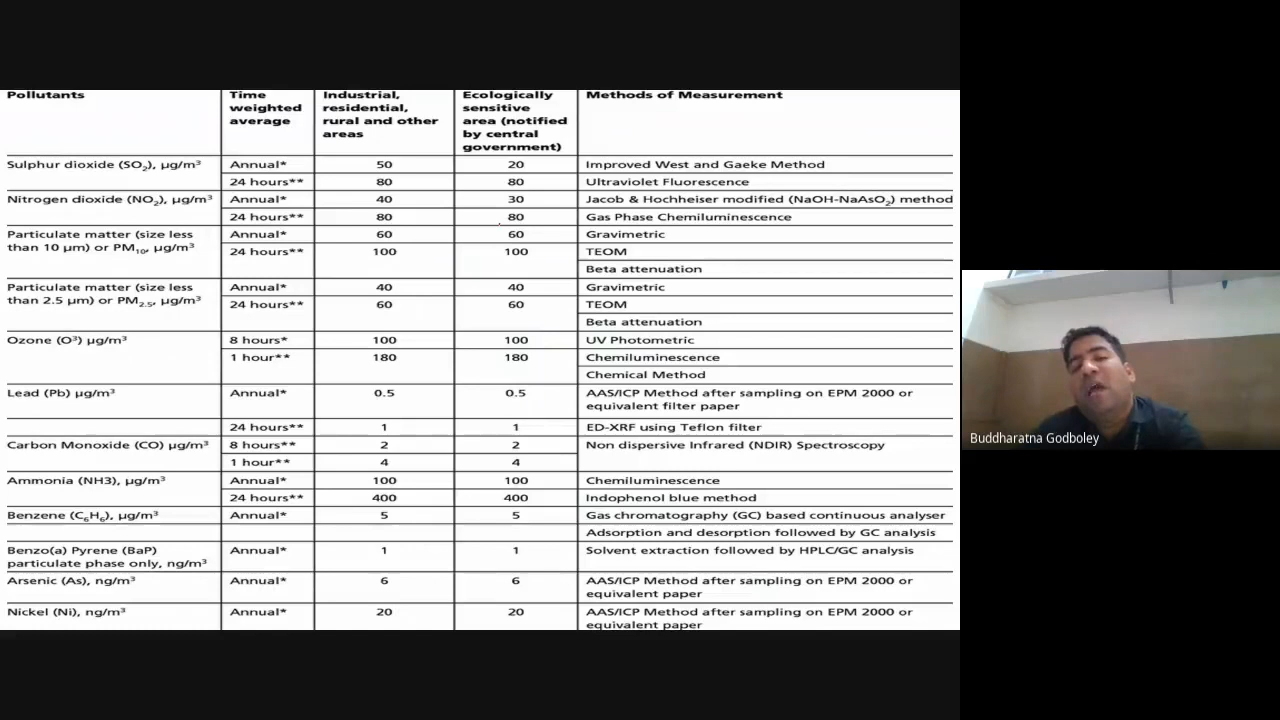 Pollutants | Time weighted average | Industrial, residential, rural and other areas | Ecologically sensitive area (notified by central government) | Methods of Measurement
Sulphur dioxide (SO₂), µg/m³ | Annual* | 50 | 20 | Improved West and Gaeke Method
24 hours** | 80 | 80 | Ultraviolet Fluorescence
Nitrogen dioxide (NO₂), µg/m³ | Annual* | 40 | 30 | Jacob & Hochheiser modified (NaOH-NaAsO₂) method
24 hours** | 80 | 80 | Gas Phase Chemiluminescence
Particulate matter (size less than 10 µm) or PM₁₀, µg/m³ | Annual* | 60 | 60 | Gravimetric
24 hours** | 100 | 100 | TEOM
Beta attenuation
Particulate matter (size less than 2.5 µm) or PM₂.₅, µg/m³ | Annual* | 40 | 40 | Gravimetric
24 hours** | 60 | 60 | TEOM
Beta attenuation
Ozone (O³) µg/m³ | 8 hours* | 100 | 100 | UV Photometric
1 hour** | 180 | 180 | Chemiluminescence
Chemical Method
Lead (Pb) µg/m³ | Annual* | 0.5 | 0.5 | AAS/ICP Method after sampling on EPM 2000 or equivalent filter paper
24 hours** | 1 | 1 | ED-XRF using Teflon filter
Carbon Monoxide (CO) µg/m³ | 8 hours** | 2 | 2 | Non dispersive Infrared (NDIR) Spectroscopy
1 hour** | 4 | 4
Ammonia (NH3), µg/m³ | Annual* | 100 | 100 | Chemiluminescence
24 hours** | 400 | 400 | Indophenol blue method
Benzene (C₆H₆), µg/m³ | Annual* | 5 | 5 | Gas chromatography (GC) based continuous analyser
Adsorption and desorption followed by GC analysis
Benzo(a) Pyrene (BaP) particulate phase only, ng/m³ | Annual* | 1 | 1 | Solvent extraction followed by HPLC/GC analysis
Arsenic (As), ng/m³ | Annual* | 6 | 6 | AAS/ICP Method after sampling on EPM 2000 or equivalent paper
Nickel (Ni), ng/m³ | Annual* | 20 | 20 | AAS/ICP Method after sampling on EPM 2000 or equivalent paper
Buddharatna Godboley